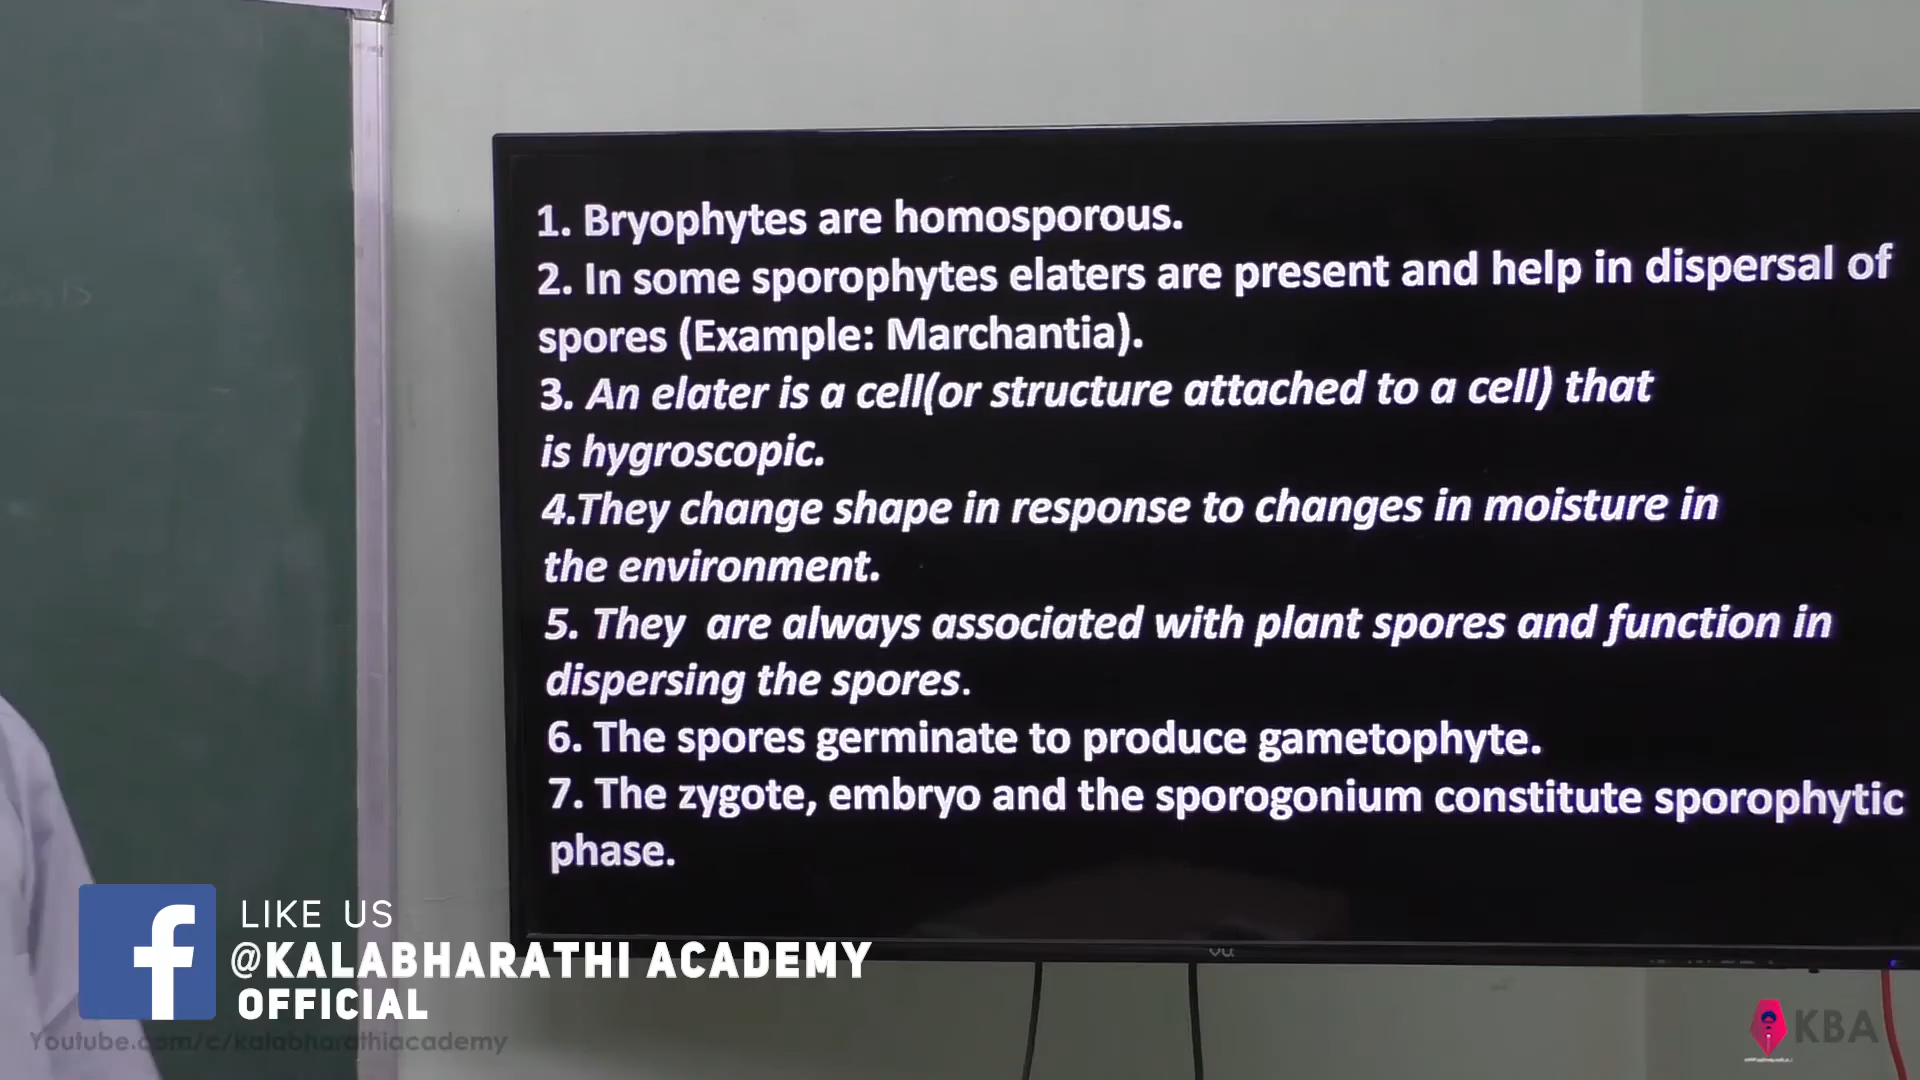 1. Bryophytes are homosporous.
2. In some sporophytes elaters are present and help in dispersal of
spores (Example: Marchantia).
3. An elater is a cell(or structure attached to a cell) that
is hygroscopic.
4.They change shape in response to changes in moisture in
the environment.
5. They are always associated with plant spores and function in
dispersing the spores.
6. The spores germinate to produce gametophyte.
7. The zygote, embryo and the sporogonium constitute sporophytic
phase.
LIKE US
@KALABHARATHI ACADEMY
OFFICIAL
Youtube.com/c/kalabharathiacademy
KBA